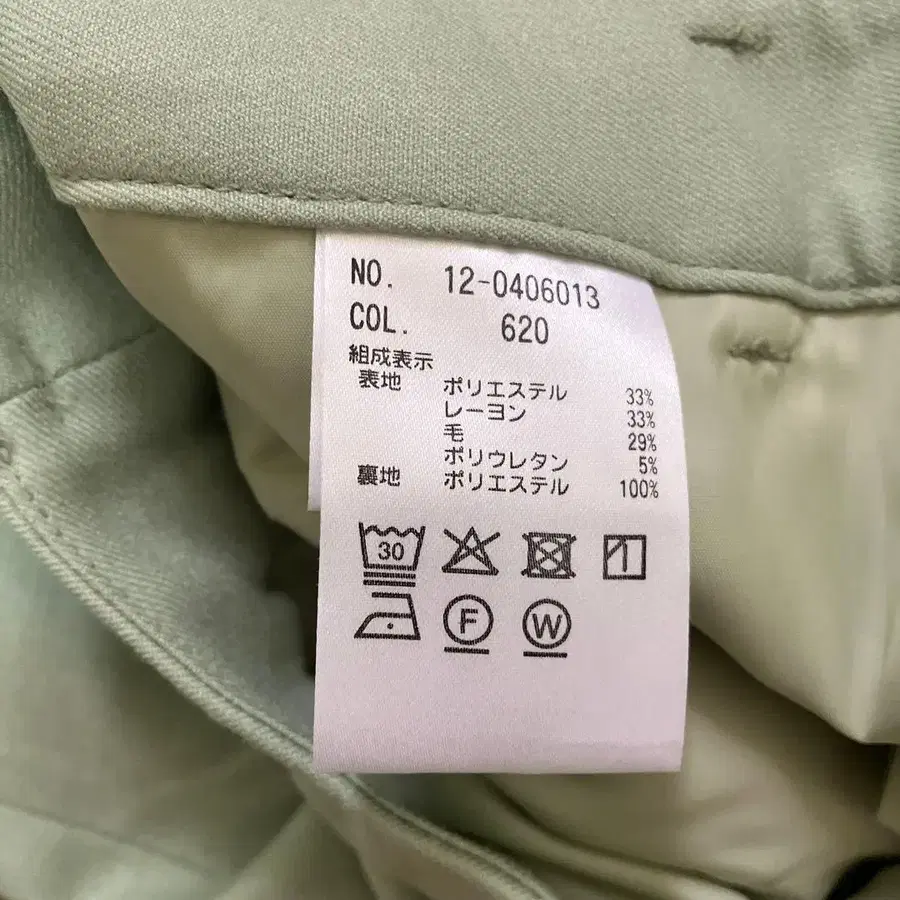 NO. 12-0406013
COL. 620
組成表示
表地 ポリエステル 33%
レーヨン 33%
毛 29%
ポリウレタン 5%
裏地 ポリエステル 100%
30
F W